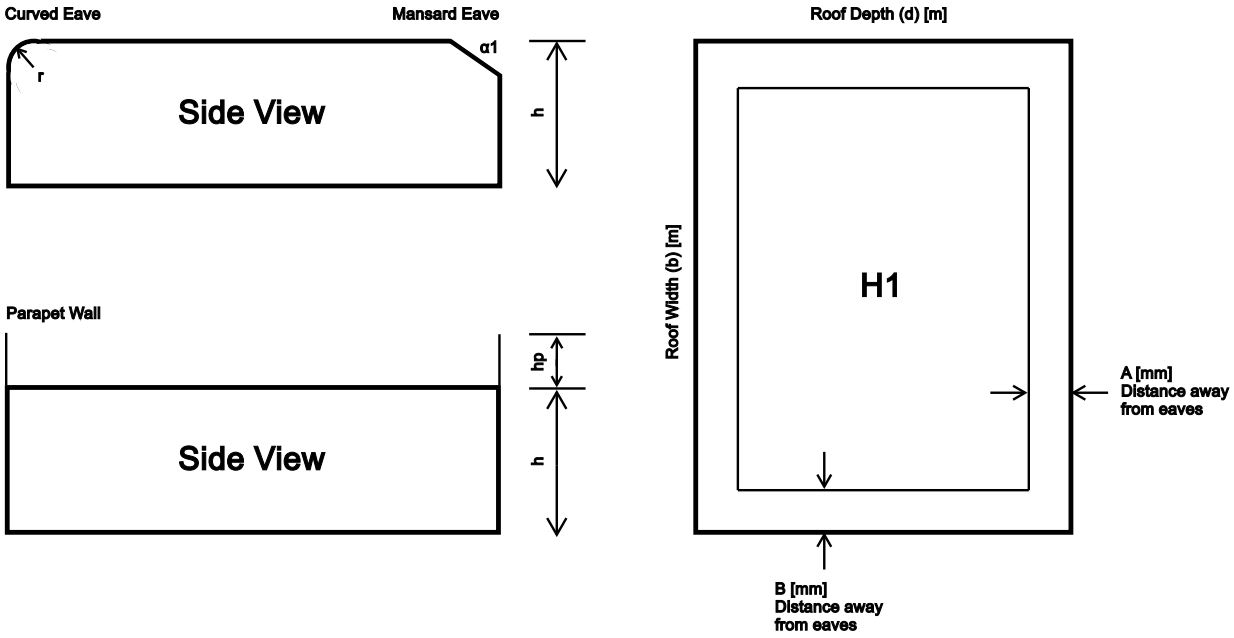 Curved Eave
Mansard Eave
α1
r
h
Side View
Parapet Wall
hp
h
Side View
Roof Depth (d) [m]
Roof Width (b) [m]
H1
A [mm]
Distance away
from eaves
B [mm]
Distance away
from eaves